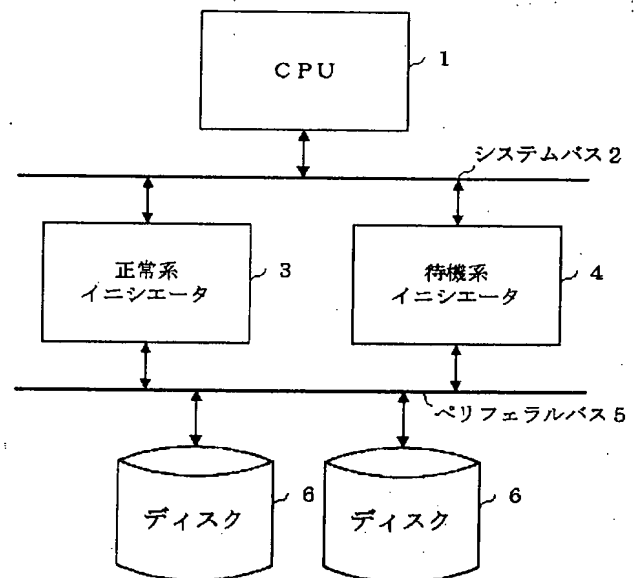 CPU
1
システムバス2
正常系
イニシエータ
3
待機系
イニシエータ
4
ペリフェラルバス5
ディスク
6
ディスク
6